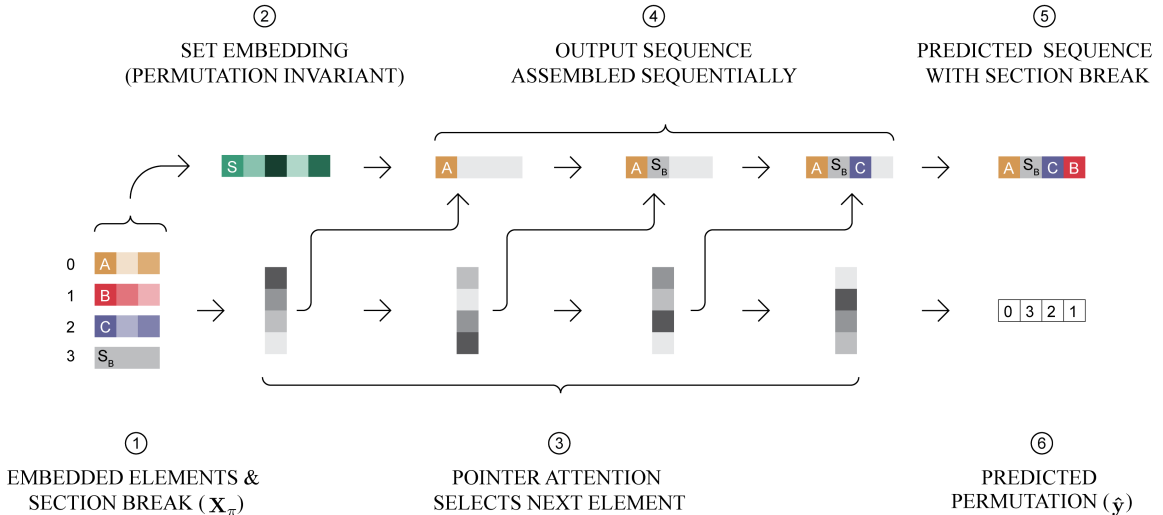 ②
SET EMBEDDING
(PERMUTATION INVARIANT)
④
OUTPUT SEQUENCE
ASSEMBLED SEQUENTIALLY
⑤
PREDICTED SEQUENCE
WITH SECTION BREAK
S
A
A S_B
A S_B C
A S_B C B
0 A
1 B
2 C
3 S_B
0 3 2 1
①
EMBEDDED ELEMENTS &
SECTION BREAK (X_π)
③
POINTER ATTENTION
SELECTS NEXT ELEMENT
⑥
PREDICTED
PERMUTATION (ŷ)